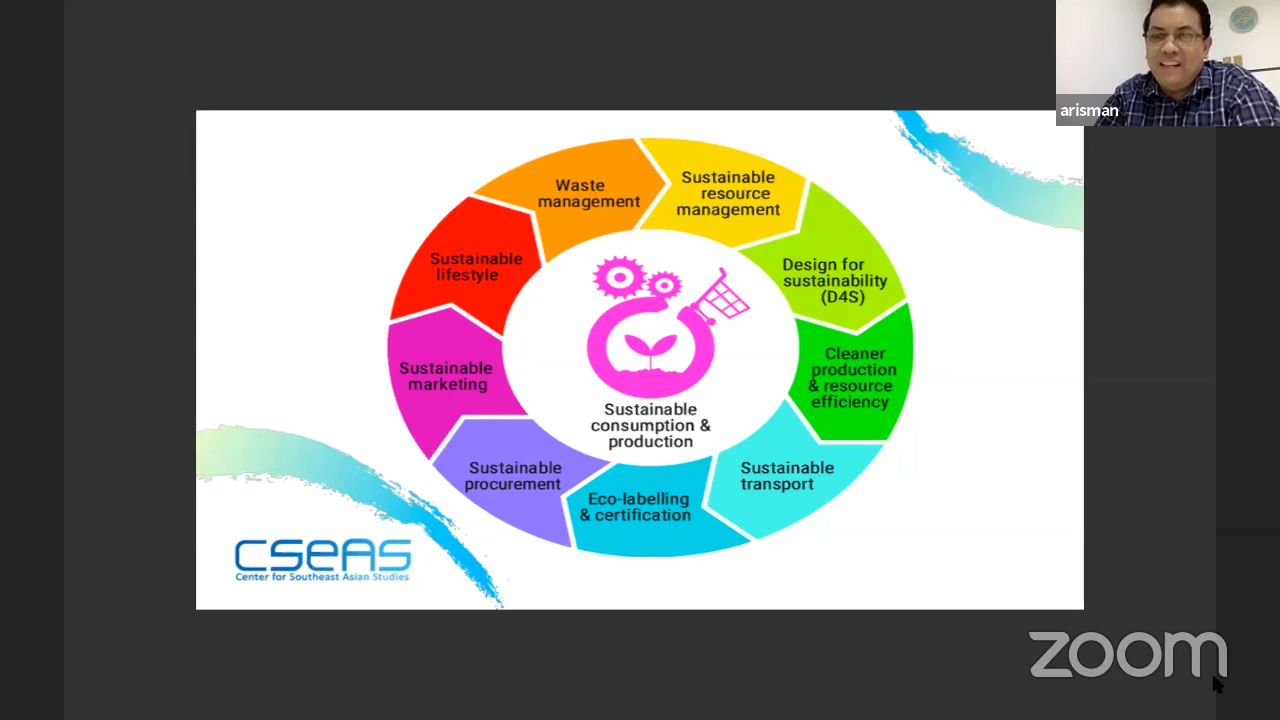 arisman
Waste
management
Sustainable
resource
management
Design for
sustainability
(D4S)
Cleaner
production
& resource
efficiency
Sustainable
transport
Eco-labelling
& certification
Sustainable
procurement
Sustainable
marketing
Sustainable
lifestyle
Sustainable
consumption &
production
CSEAS
Center for Southeast Asian Studies
zoom